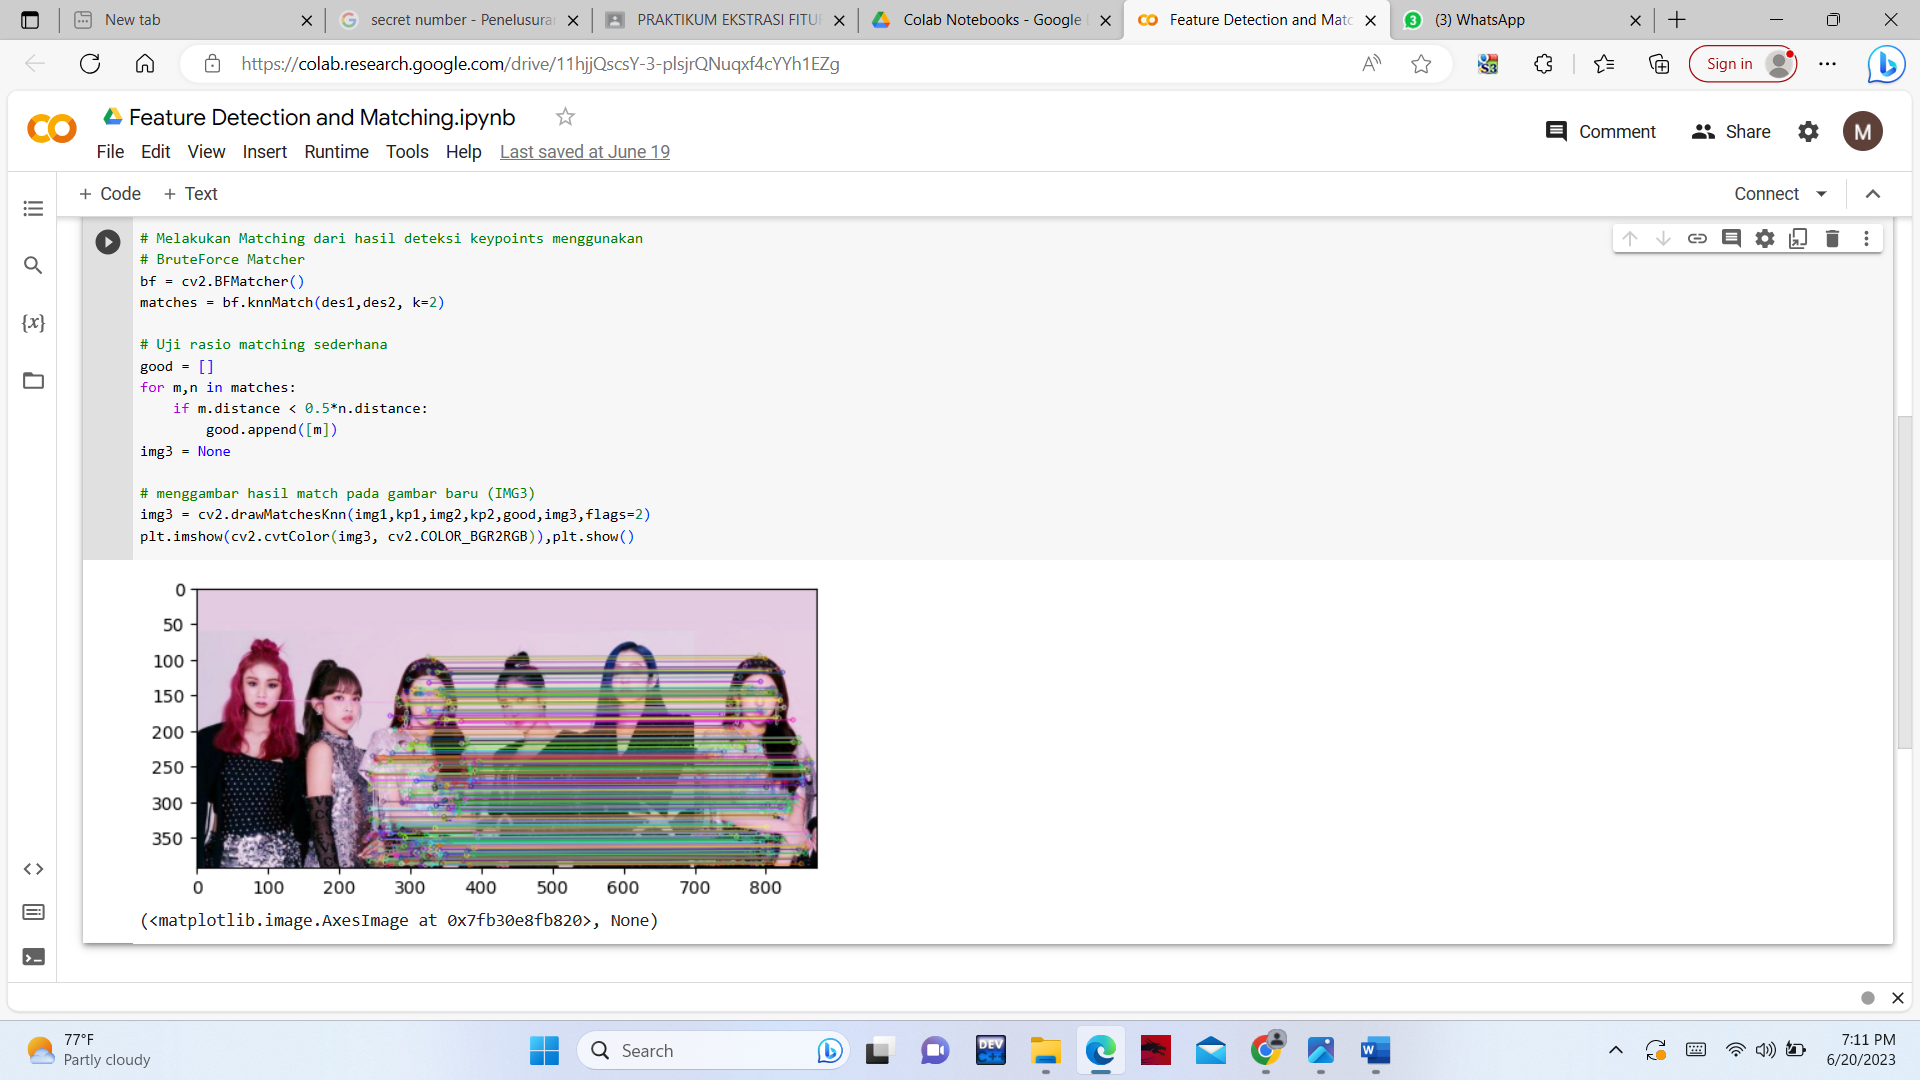 New tab
secret number - Penelusuran
PRAKTIKUM EKSTRASI FITUR
Colab Notebooks - Google
Feature Detection and Matc
(3) WhatsApp
https://colab.research.google.com/drive/11hjjQscsY-3-plsjrQNuqxf4cYYh1EZg
Sign in
Feature Detection and Matching.ipynb
Comment
Share
M
File Edit View Insert Runtime Tools Help Last saved at June 19
+ Code + Text
Connect
# Melakukan Matching dari hasil deteksi keypoints menggunakan
# BruteForce Matcher
bf = cv2.BFMatcher()
matches = bf.knnMatch(des1,des2, k=2)
# Uji rasio matching sederhana
good = []
for m,n in matches:
if m.distance < 0.5*n.distance:
good.append([m])
img3 = None
# menggambar hasil match pada gambar baru (IMG3)
img3 = cv2.drawMatchesKnn(img1,kp1,img2,kp2,good,img3,flags=2)
plt.imshow(cv2.cvtColor(img3, cv2.COLOR_BGR2RGB)),plt.show()
0
50
100
150
200
250
300
350
0 100 200 300 400 500 600 700 800
(<matplotlib.image.AxesImage at 0x7fb30e8fb820>, None)
77°F
Partly cloudy
Search
DEV
C++
7:11 PM
6/20/2023